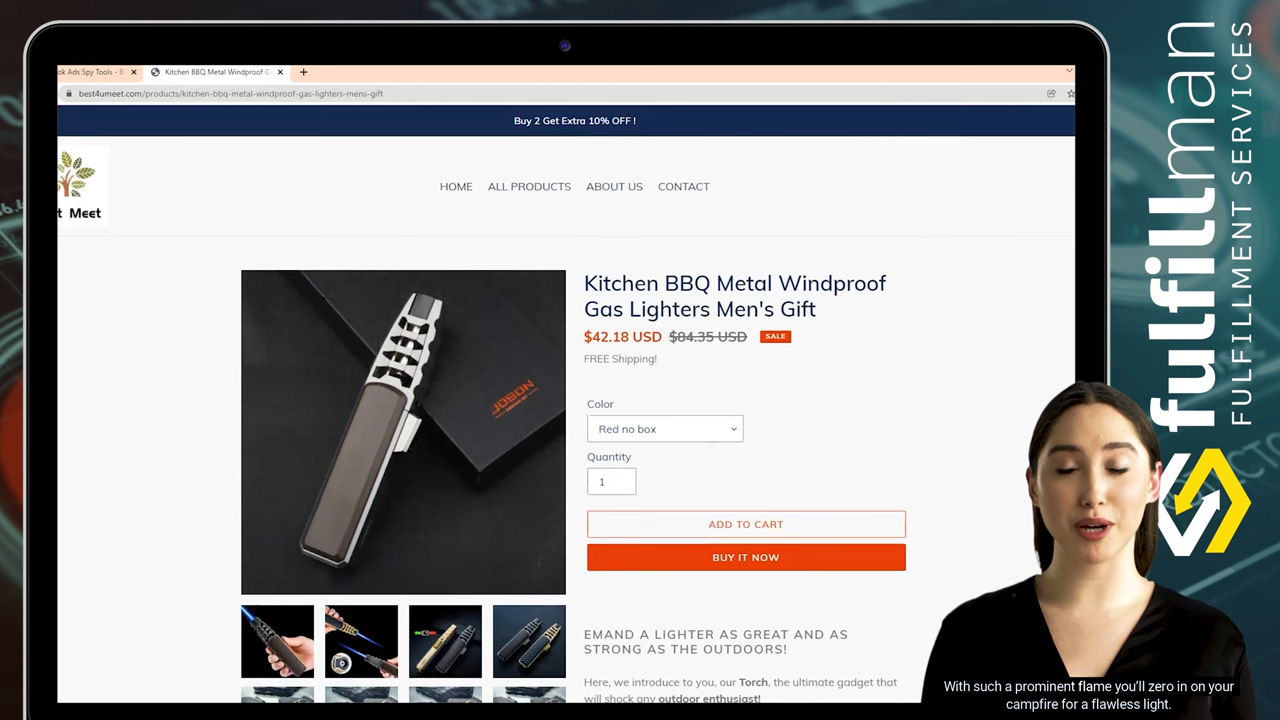 ok Ads Spy Tools - B
Kitchen BBQ Metal Windproof G
best4umeet.com/products/kitchen-bbq-metal-windproof-gas-lighters-mens-gift
Buy 2 Get Extra 10% OFF !
t Meet
HOME
ALL PRODUCTS
ABOUT US
CONTACT
JOBON
Kitchen BBQ Metal Windproof
Gas Lighters Men's Gift
$42.18 USD $84.35 USD SALE
FREE Shipping!
Color
Red no box
Quantity
1
ADD TO CART
BUY IT NOW
EMAND A LIGHTER AS GREAT AND AS
STRONG AS THE OUTDOORS!
Here, we introduce to you, our Torch, the ultimate gadget that
will shock any outdoor enthusiast!
fulfillman
FULFILLMENT SERVICES
With such a prominent flame you'll zero in on your
campfire for a flawless light.